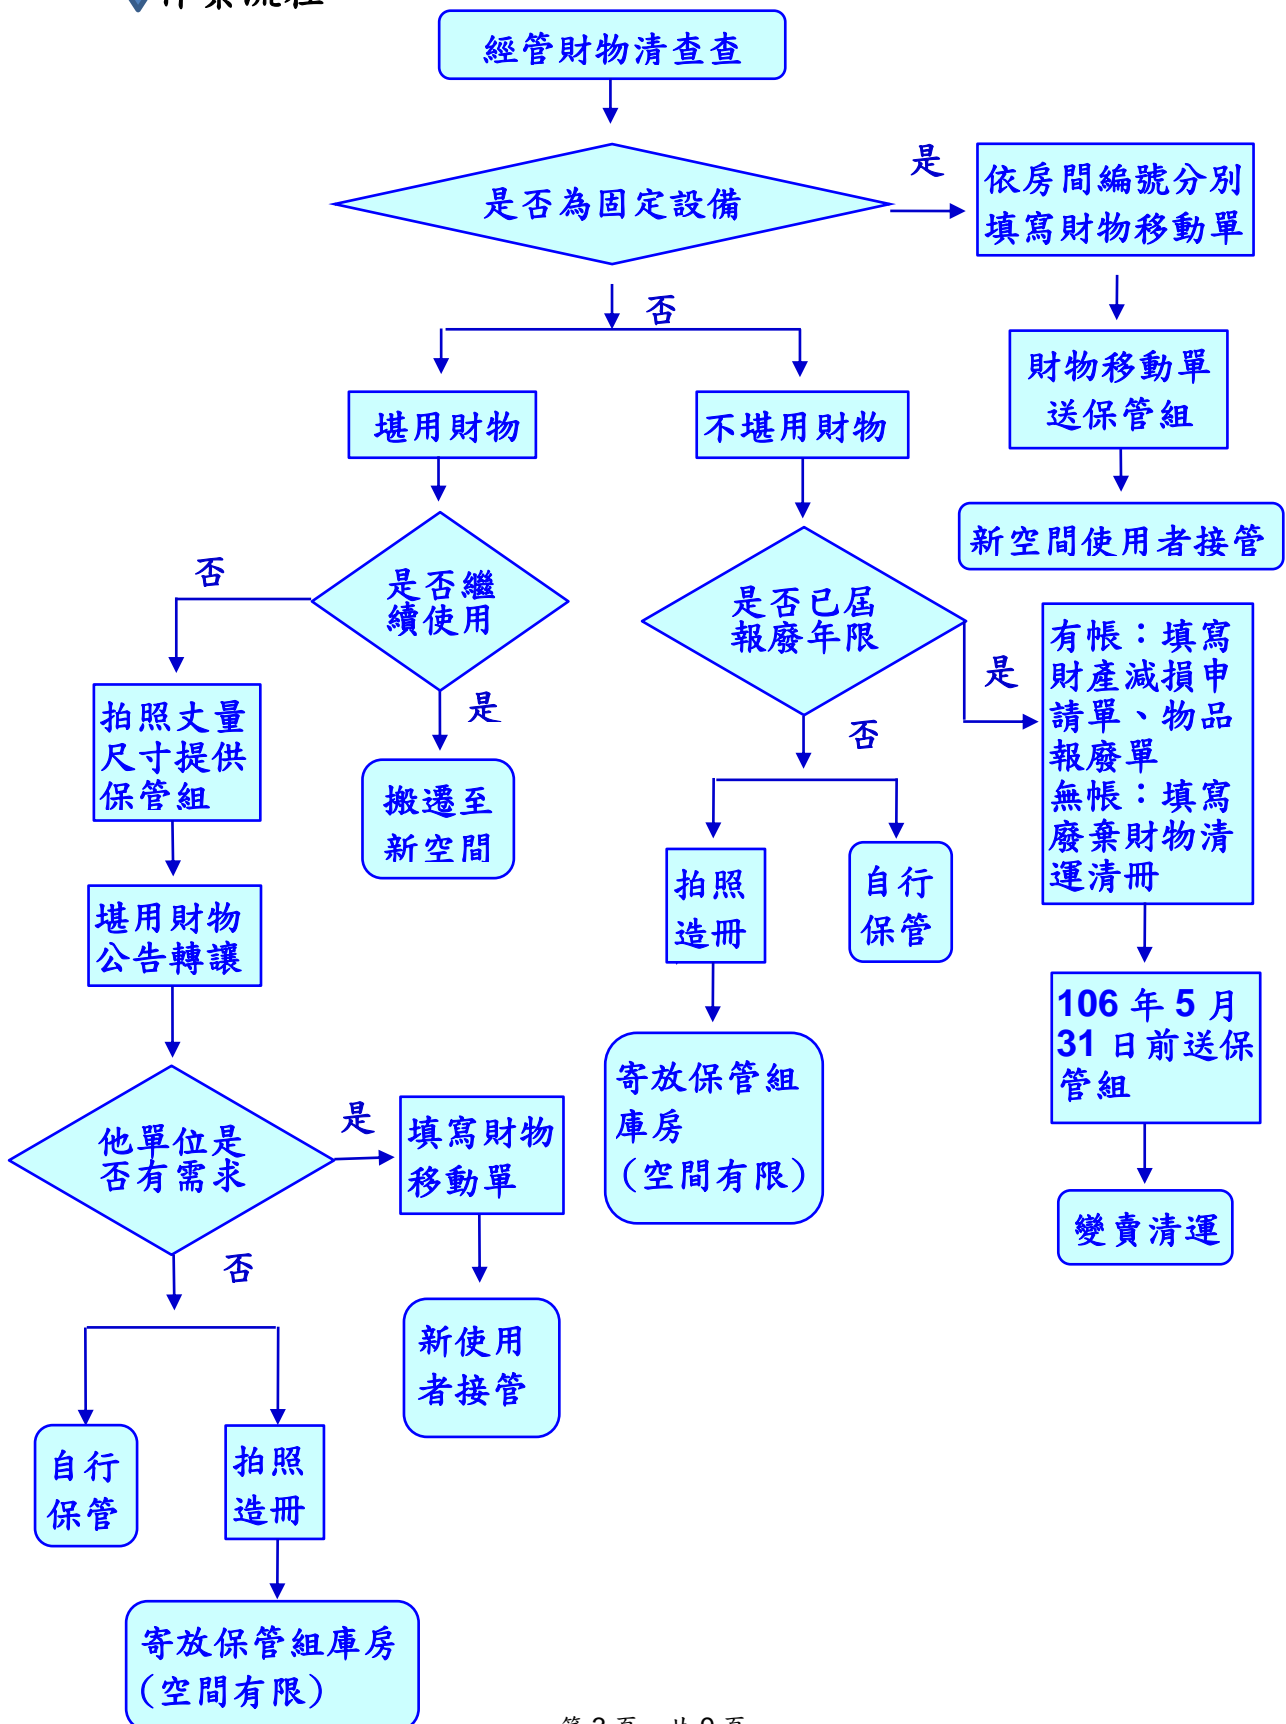 作業流程
經管財物清查查
是否為固定設備
是
依房間編號分別
填寫財物移動單
否
財物移動單
送保管組
新空間使用者接管
堪用財物
不堪用財物
是否繼
續使用
否
是
搬遷至
新空間
拍照丈量
尺寸提供
保管組
堪用財物
公告轉讓
他單位是
否有需求
是
填寫財物
移動單
新使用
者接管
否
自行
保管
拍照
造冊
寄放保管組庫房
(空間有限)
是否已屆
報廢年限
是
有帳：填寫
財產減損申
請單、物品
報廢單
無帳：填寫
廢棄財物清
運清冊
106 年 5 月
31 日前送保
管組
變賣清運
否
拍照
造冊
自行
保管
寄放保管組
庫房
(空間有限)